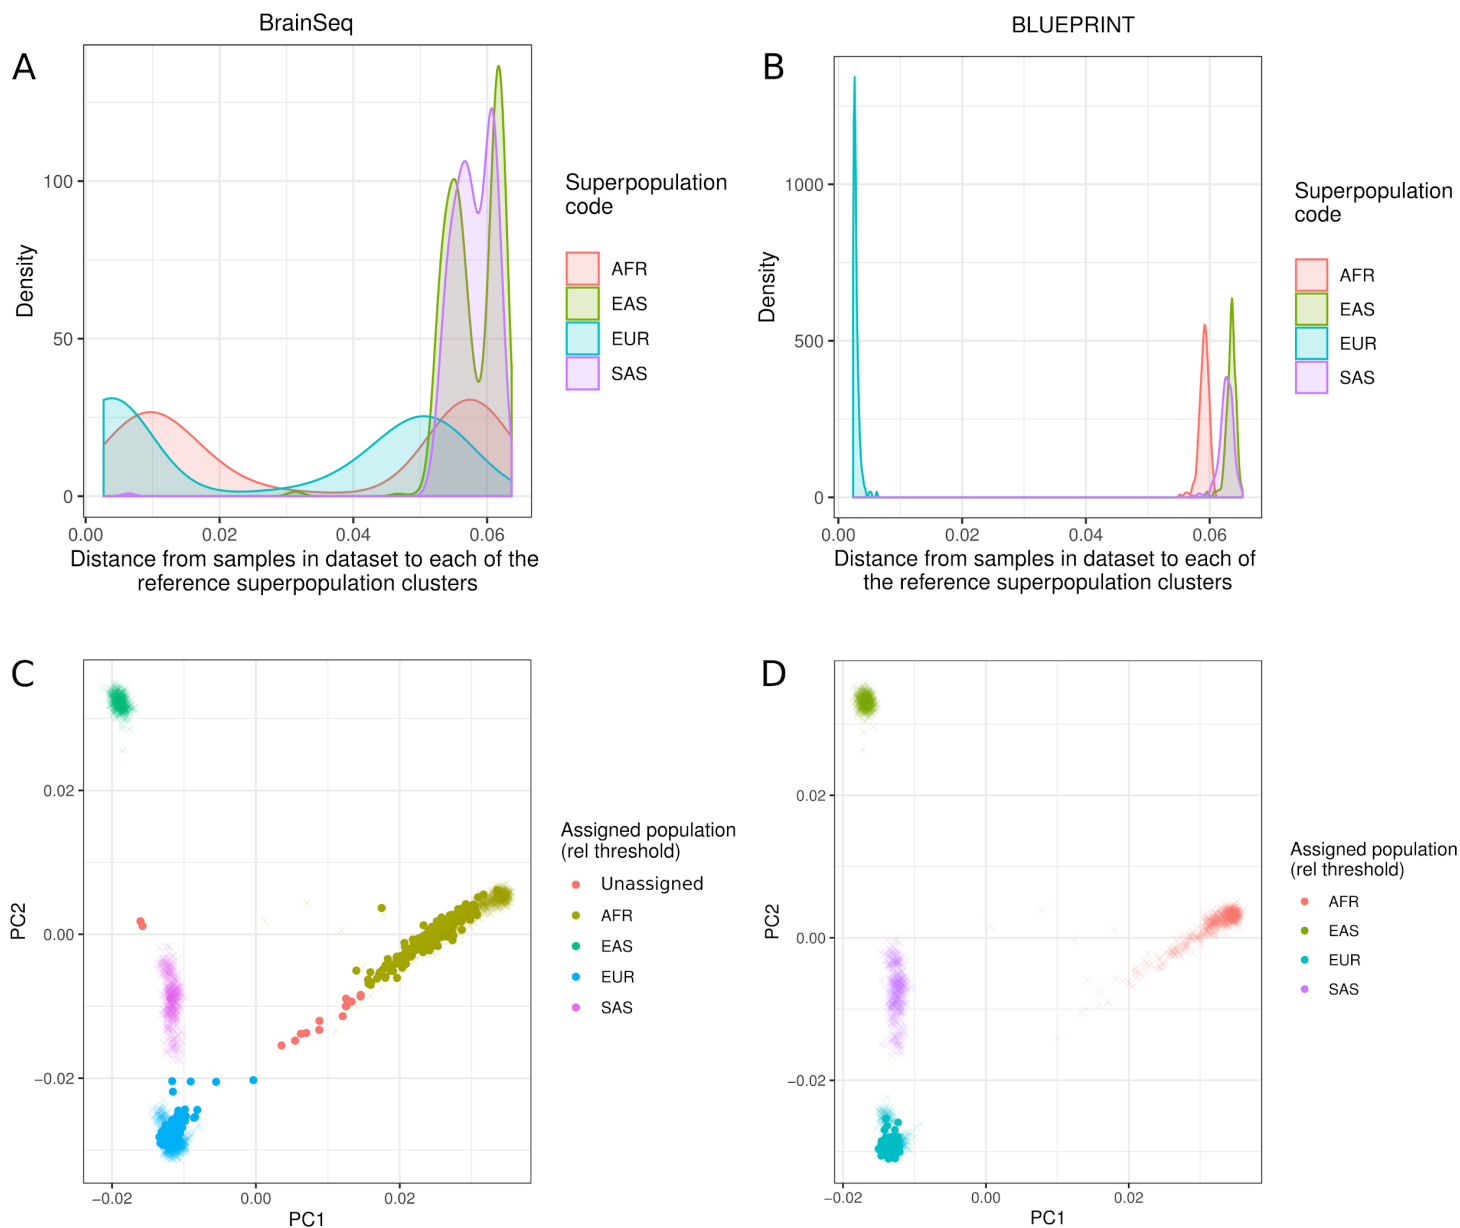 BrainSeq
A
100
50
0
Density
0.00
0.02
0.04
0.06
Distance from samples in dataset to each of the
reference superpopulation clusters
Superpopulation
code
AFR
EAS
EUR
SAS
BLUEPRINT
B
1000
500
0
Density
0.00
0.02
0.04
0.06
Distance from samples in dataset to each of
the reference superpopulation clusters
Superpopulation
code
AFR
EAS
EUR
SAS
C
0.02
0.00
−0.02
PC2
−0.02
0.00
0.02
PC1
Assigned population
(rel threshold)
Unassigned
AFR
EAS
EUR
SAS
D
0.02
0.00
−0.02
PC2
−0.02
0.00
0.02
PC1
Assigned population
(rel threshold)
AFR
EAS
EUR
SAS